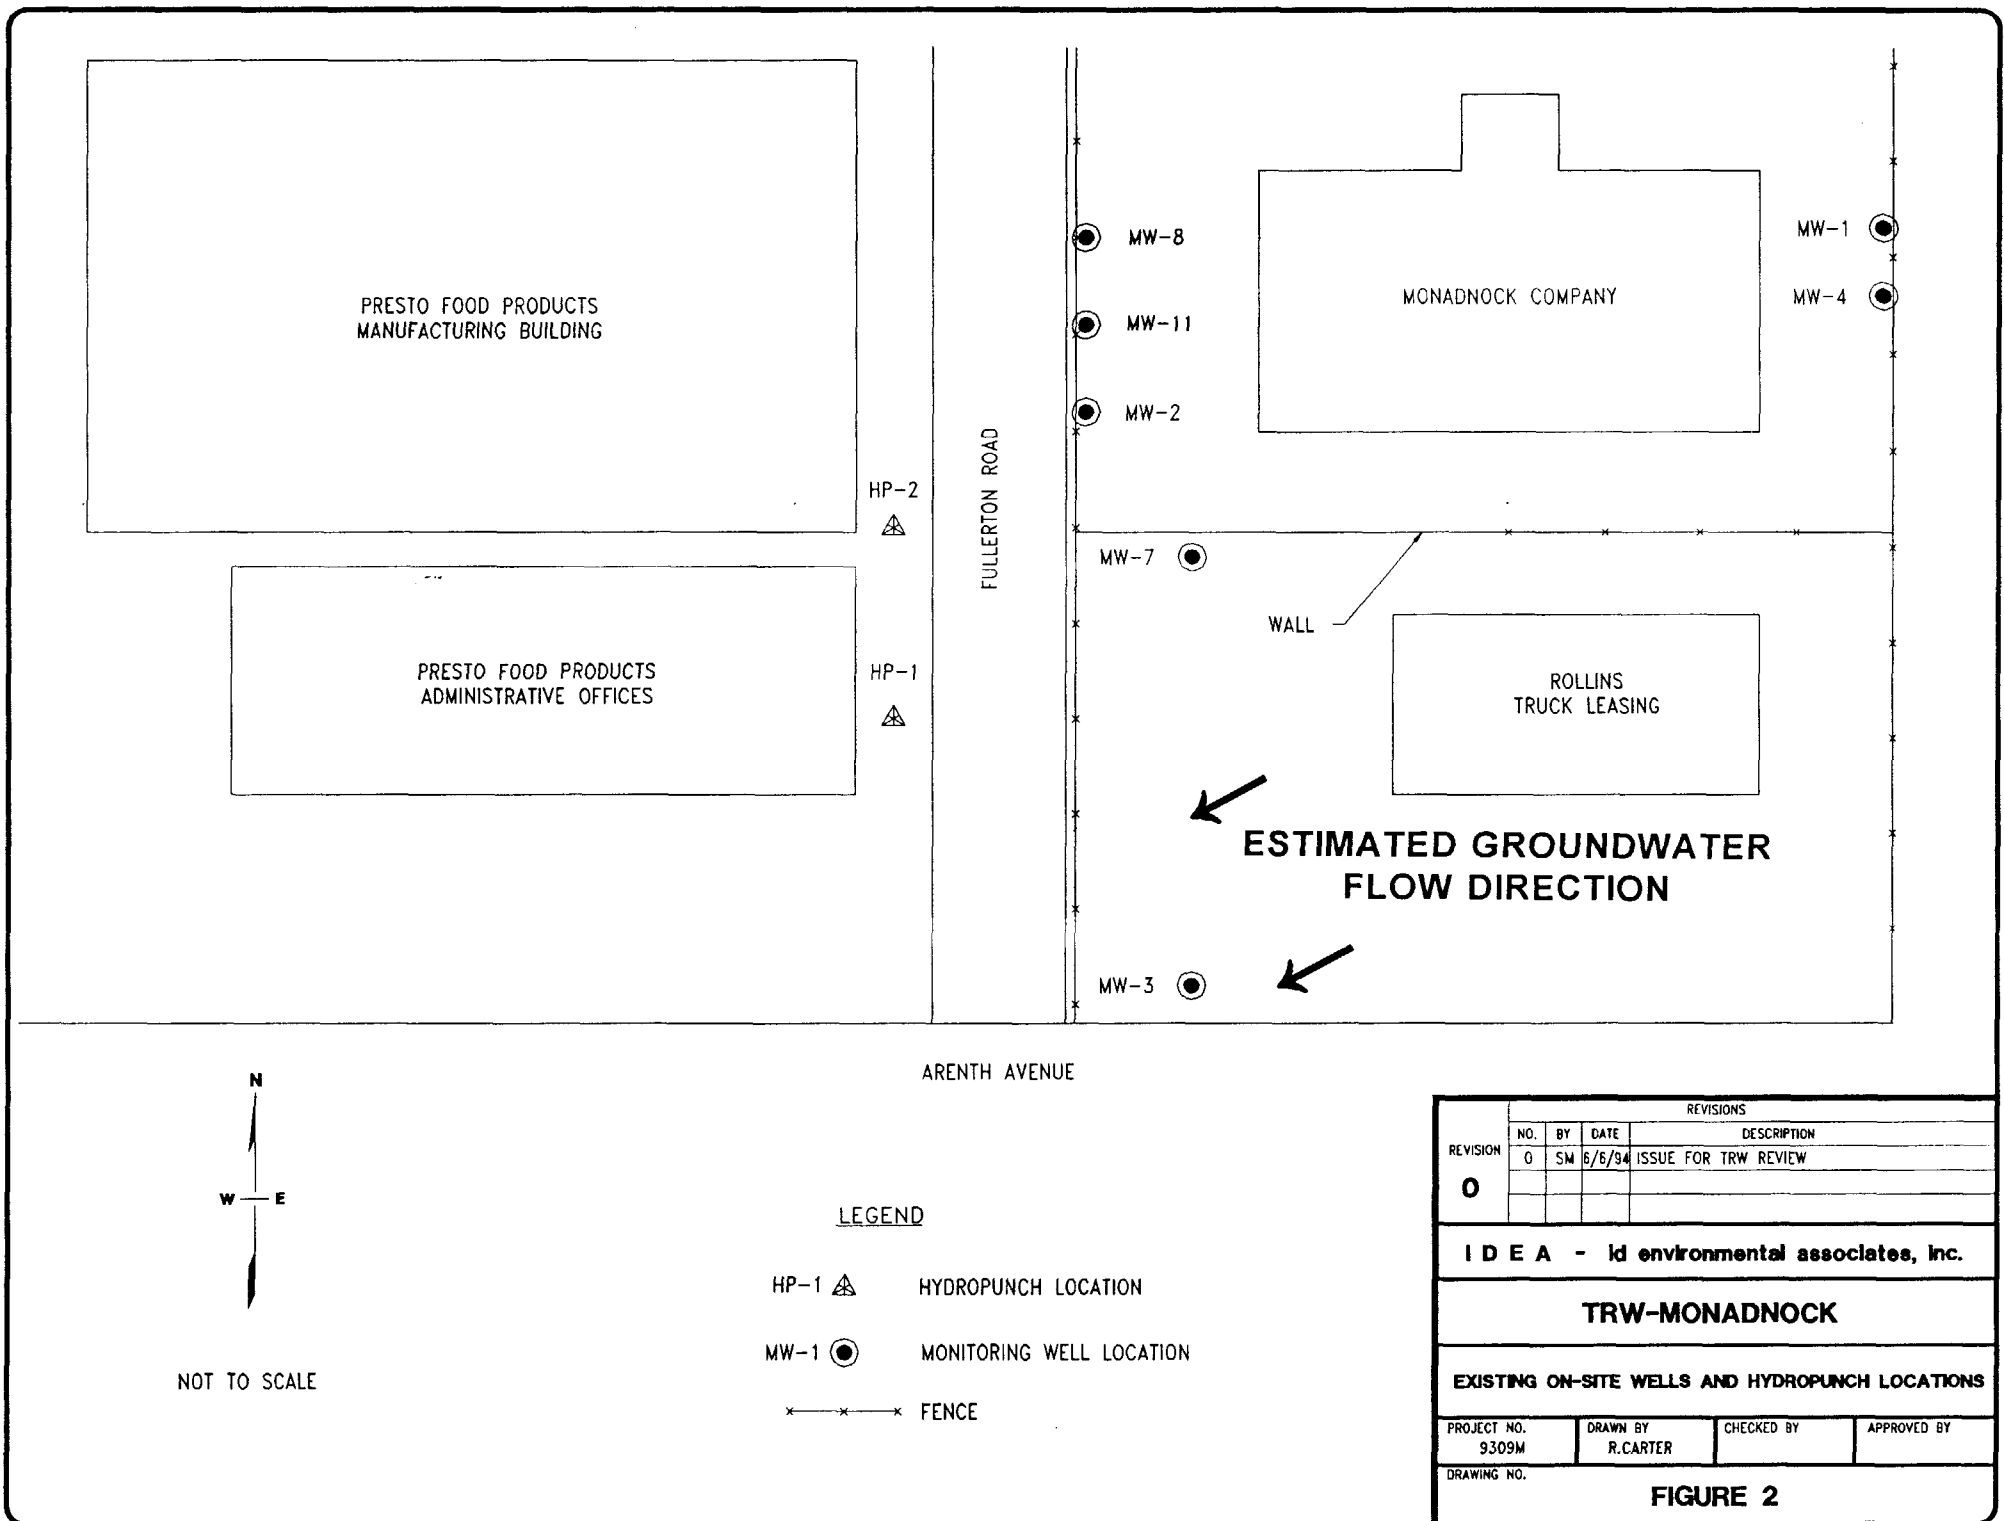 PRESTO FOOD PRODUCTS
MANUFACTURING BUILDING
HP-2
PRESTO FOOD PRODUCTS
ADMINISTRATIVE OFFICES
HP-1
FULLERTON ROAD
MW-8
MW-11
MW-2
MONADNOCK COMPANY
MW-1
MW-4
MW-7
WALL
ROLLINS
TRUCK LEASING
ESTIMATED GROUNDWATER
FLOW DIRECTION
MW-3
ARENTH AVENUE
N
W E
NOT TO SCALE
LEGEND
HP-1 HYDROPUNCH LOCATION
MW-1 MONITORING WELL LOCATION
FENCE
REVISIONS
REVISION
0
NO. BY DATE DESCRIPTION
0 SM 6/6/94 ISSUE FOR TRW REVIEW
IDEA - id environmental associates, inc.
TRW-MONADNOCK
EXISTING ON-SITE WELLS AND HYDROPUNCH LOCATIONS
PROJECT NO. DRAWN BY CHECKED BY APPROVED BY
9309M R.CARTER
DRAWING NO.
FIGURE 2